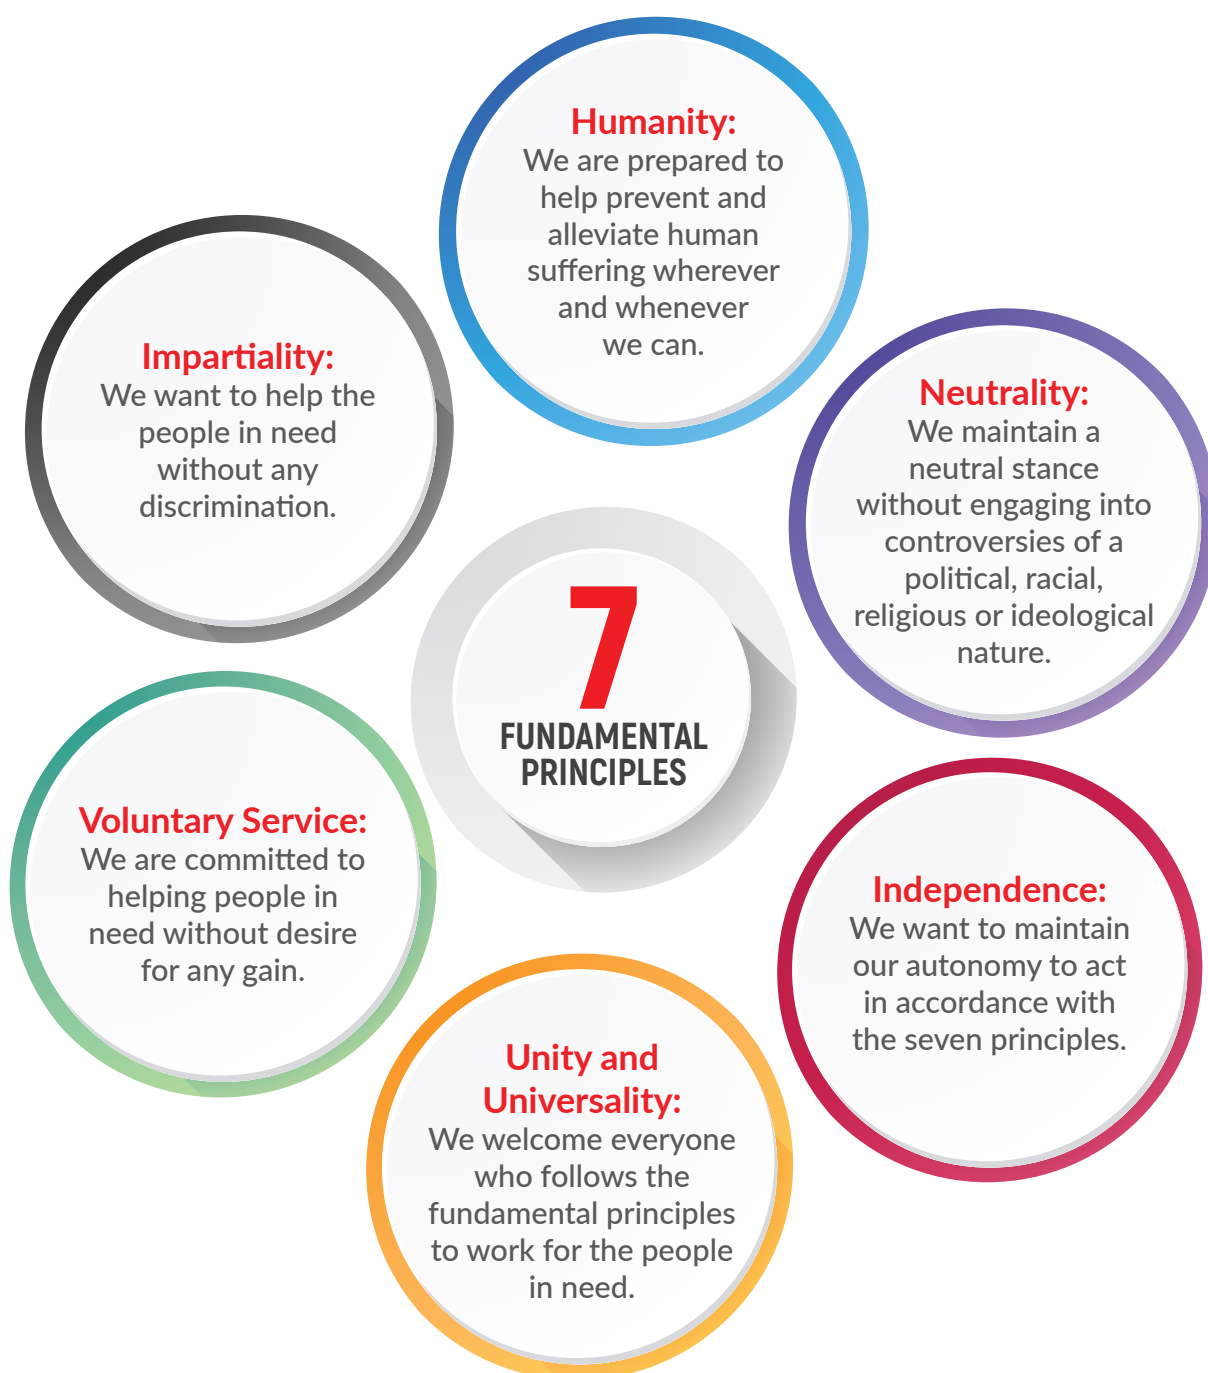 Humanity:
We are prepared to
help prevent and
alleviate human
suffering wherever
and whenever
we can.
Impartiality:
We want to help the
people in need
without any
discrimination.
Neutrality:
We maintain a
neutral stance
without engaging into
controversies of a
political, racial,
religious or ideological
nature.
7
FUNDAMENTAL
PRINCIPLES
Voluntary Service:
We are committed to
helping people in
need without desire
for any gain.
Independence:
We want to maintain
our autonomy to act
in accordance with
the seven principles.
Unity and
Universality:
We welcome everyone
who follows the
fundamental principles
to work for the people
in need.